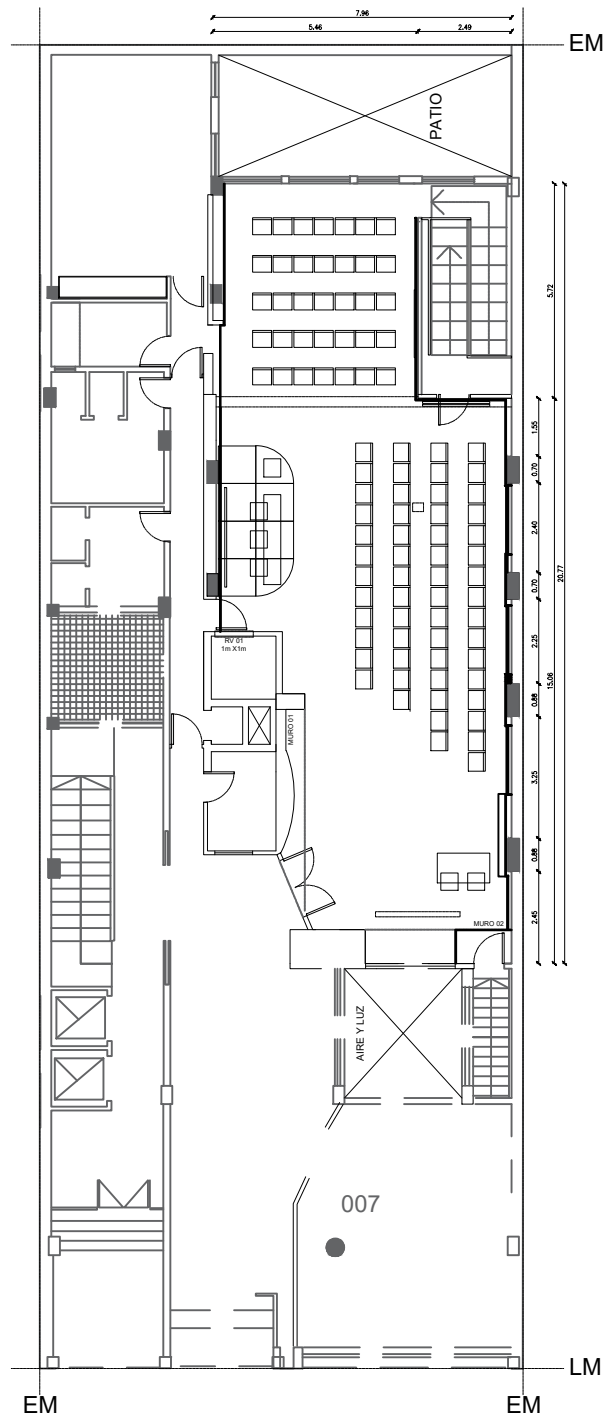 7.96
5.46
2.49
EM
PATIO
5.72
1.55
0.70
2.40
0.70
20.77
2.25
15.06
0.88
3.25
0.88
2.45
RV 01
1m X1m
MURO 01
MURO 02
AIRE Y LUZ
007
LM
EM
EM